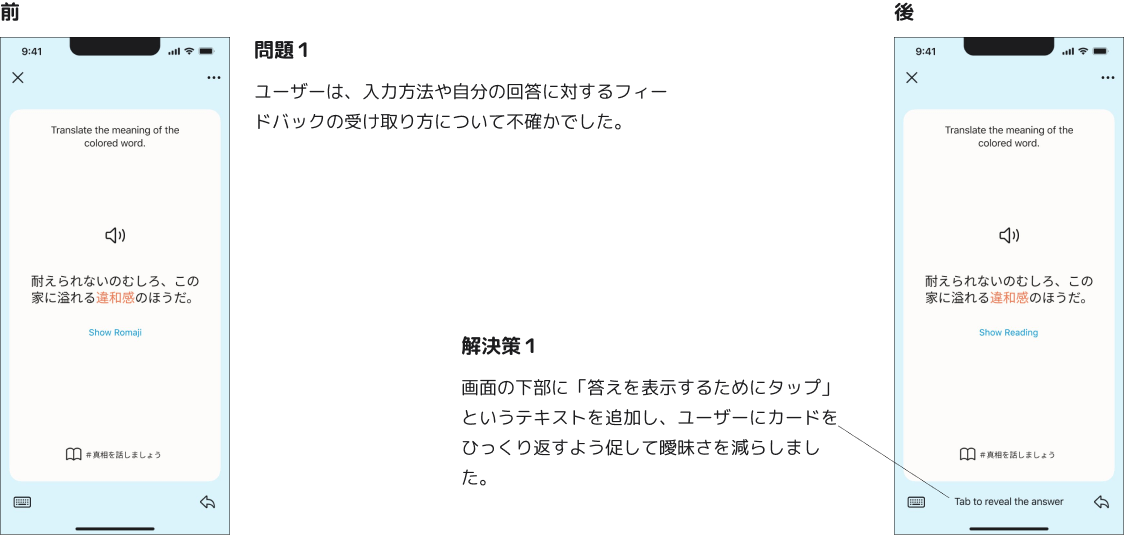 前
9:41
Translate the meaning of the
colored word.
耐えられないのむしろ、この
家に溢れる違和感のほうだ。
Show Romaji
#真相を話しましょう
問題1
ユーザーは、入力方法や自分の回答に対するフィー
ドバックの受け取り方について不確かでした。
解決策1
画面の下部に「答えを表示するためにタップ」
というテキストを追加し、ユーザーにカードを
ひっくり返すよう促して曖昧さを減らしまし
た。
後
9:41
Translate the meaning of the
colored word.
耐えられないのむしろ、この
家に溢れる違和感のほうだ。
Show Reading
#真相を話しましょう
Tab to reveal the answer